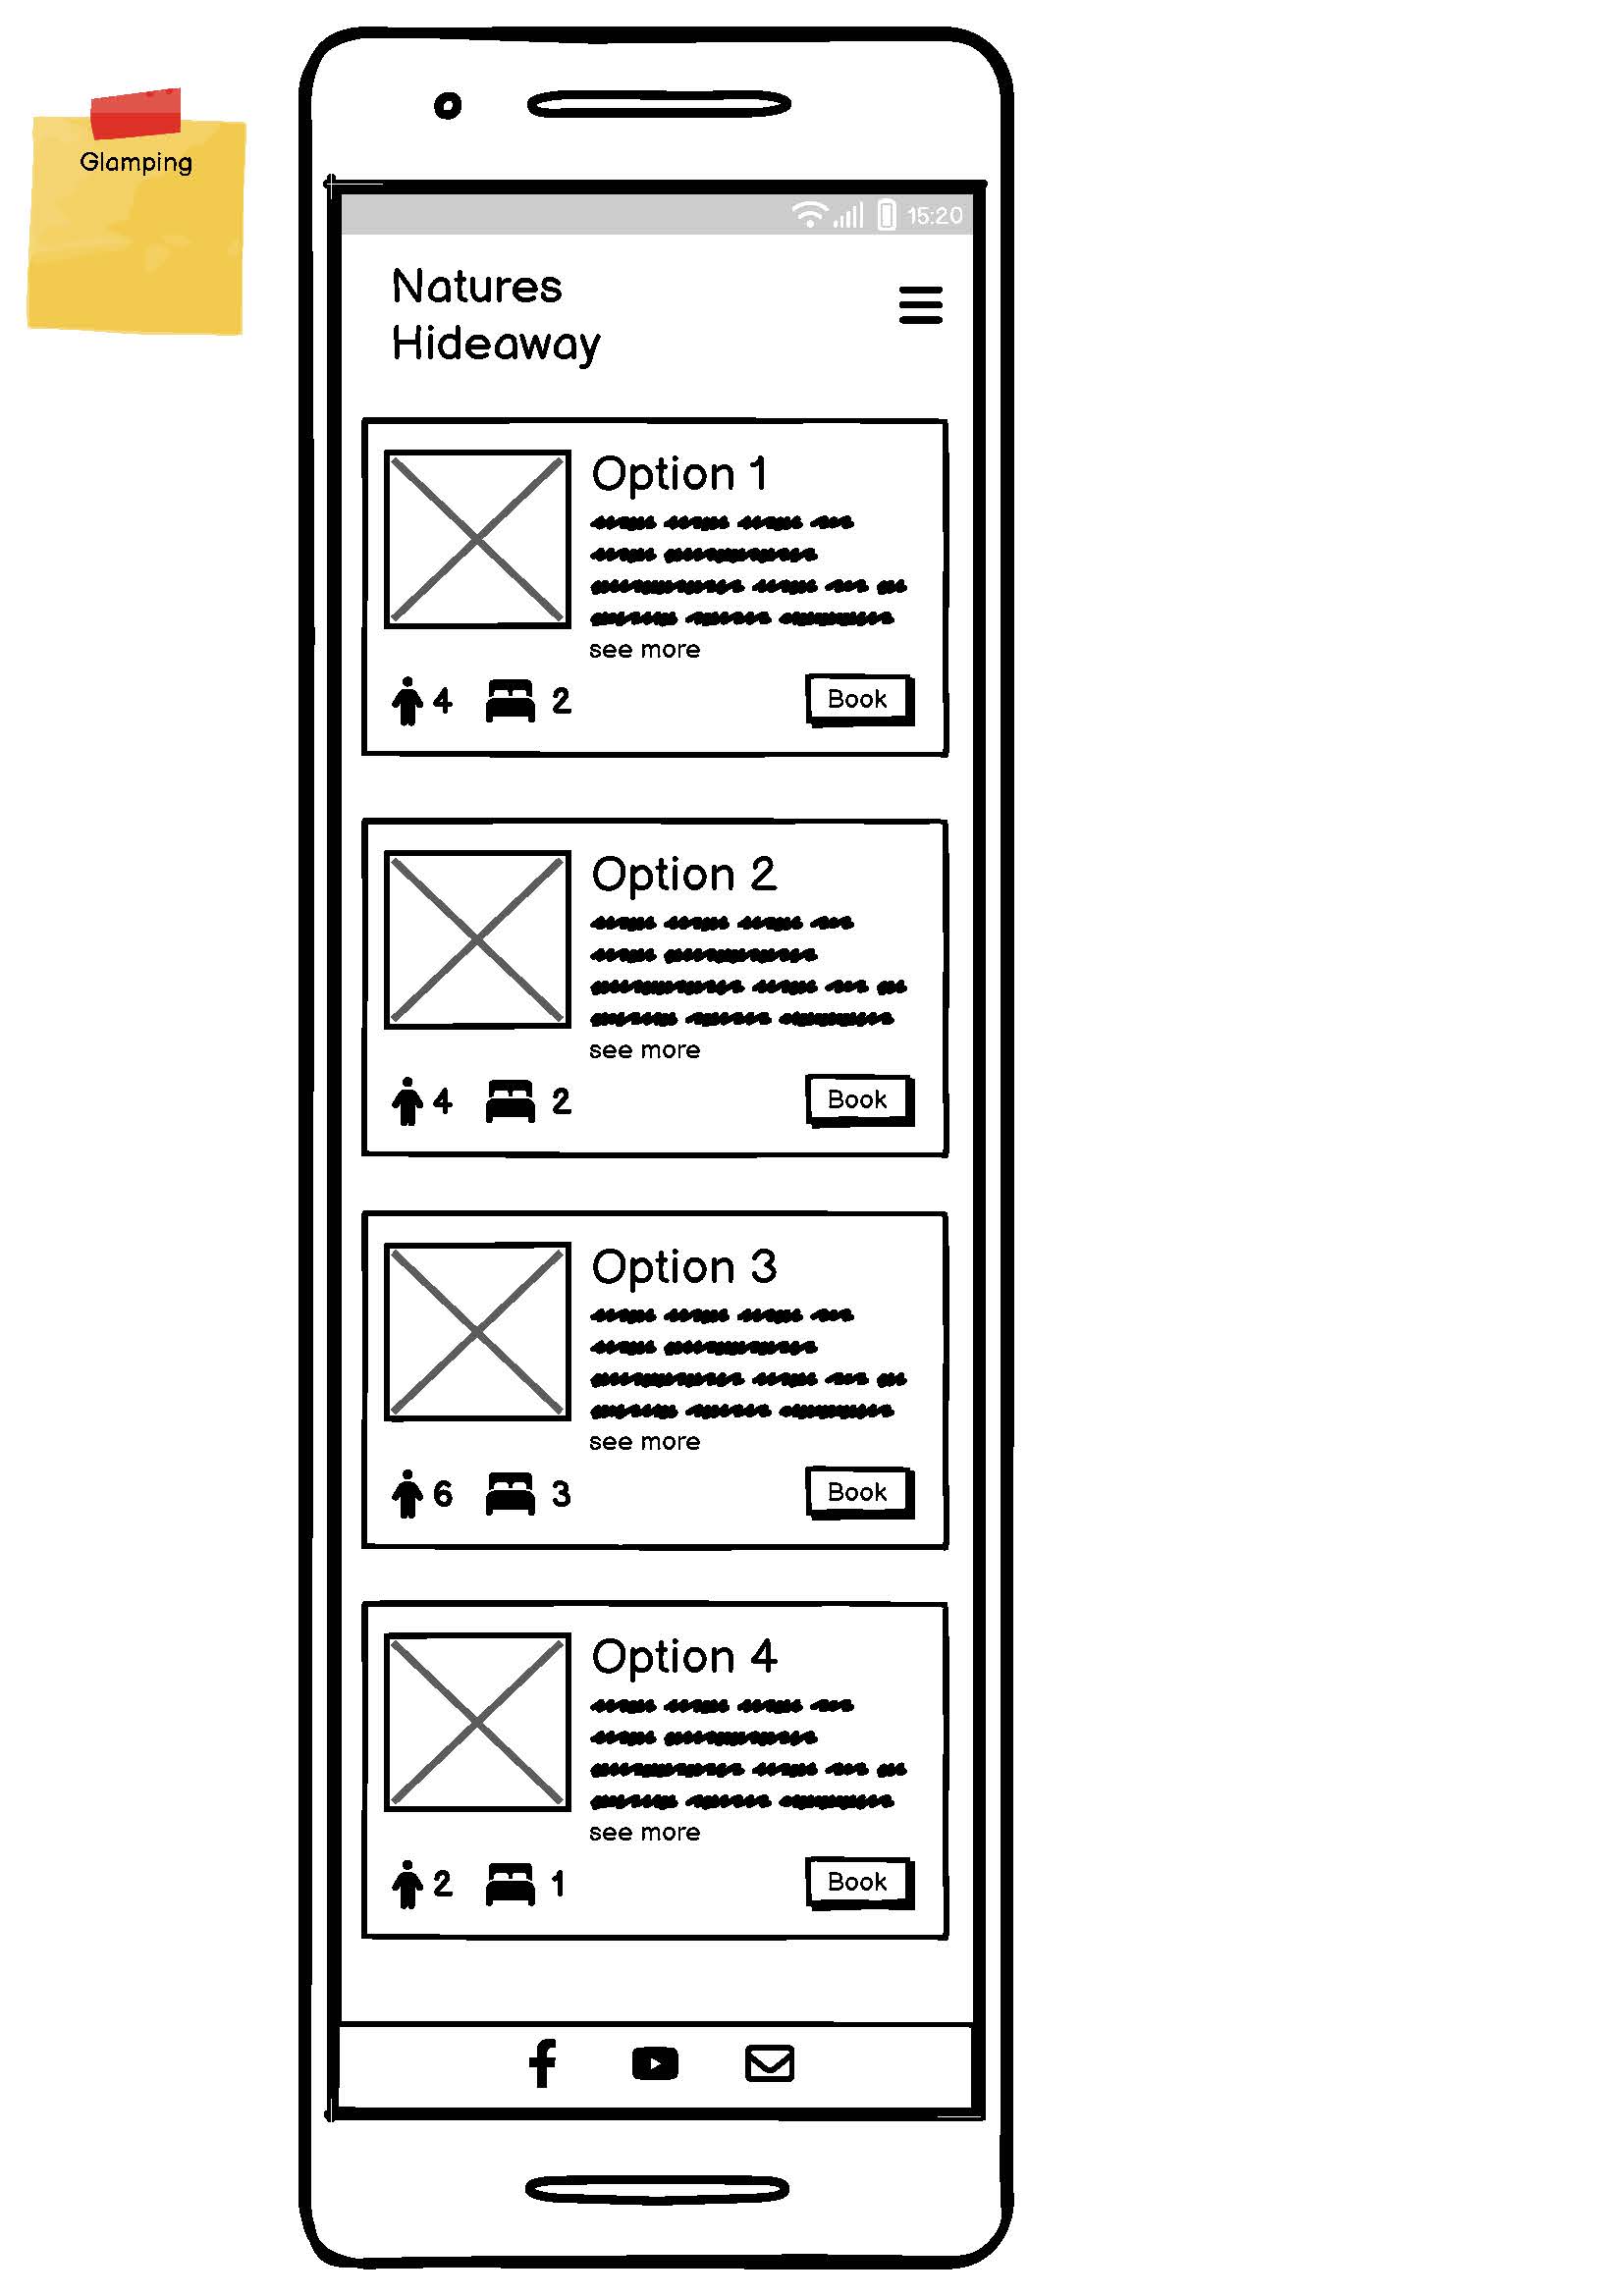 Glamping
15:20
Natures
Hideaway
Option 1
see more
4 2 Book
Option 2
see more
4 2 Book
Option 3
see more
6 3 Book
Option 4
see more
2 1 Book